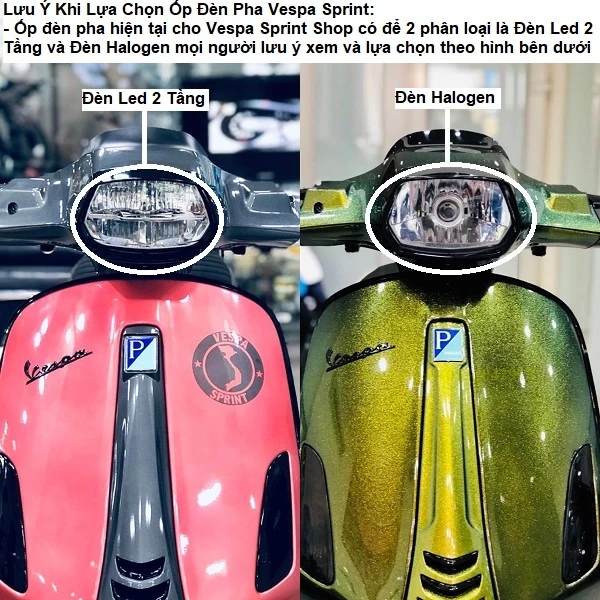 Lưu Ý Khi Lựa Chọn Ốp Đèn Pha Vespa Sprint:
- Ốp đèn pha hiện tại cho Vespa Sprint Shop có để 2 phân loại là Đèn Led 2
Tầng và Đèn Halogen mọi người lưu ý xem và lựa chọn theo hình bên dưới
Đèn Led 2 Tầng
Đèn Halogen
Vespa
P
VESPA
SPRINT
Vespa
P